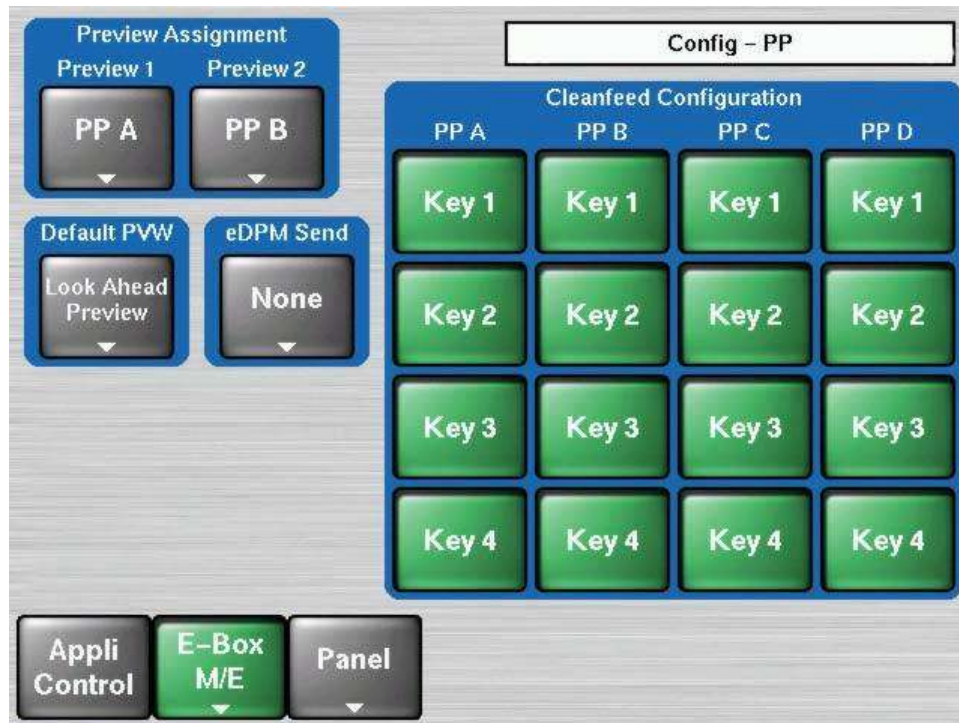 Preview Assignment
Preview 1 Preview 2
PP A PP B
Default PVW eDPM Send
Look Ahead
Preview
None
Config – PP
Cleanfeed Configuration
PP A PP B PP C PP D
Key 1 Key 1 Key 1 Key 1
Key 2 Key 2 Key 2 Key 2
Key 3 Key 3 Key 3 Key 3
Key 4 Key 4 Key 4 Key 4
Appli
Control
E–Box
M/E
Panel